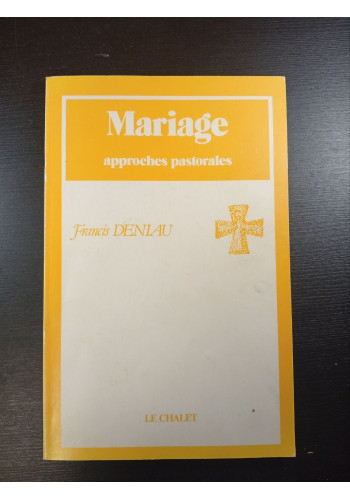 Mariage
approches pastorales
Francis DENIAU
LE CHALET